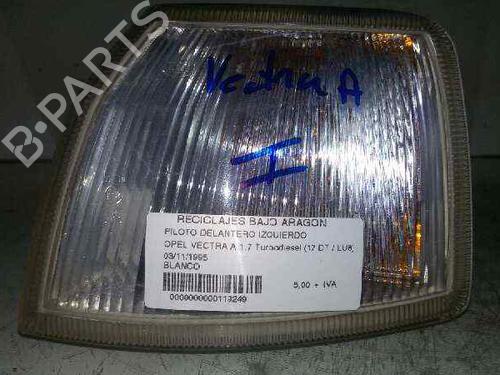 B-PARTS
Vectra A
I
RECICLAJES BAJO ARAGON
PILOTO DELANTERO IZQUIERDO
OPEL VECTRA A 1.7 Turbodiesel (17 DT / LU8)
03/11/1995
BLANCO
5,00 + IVA